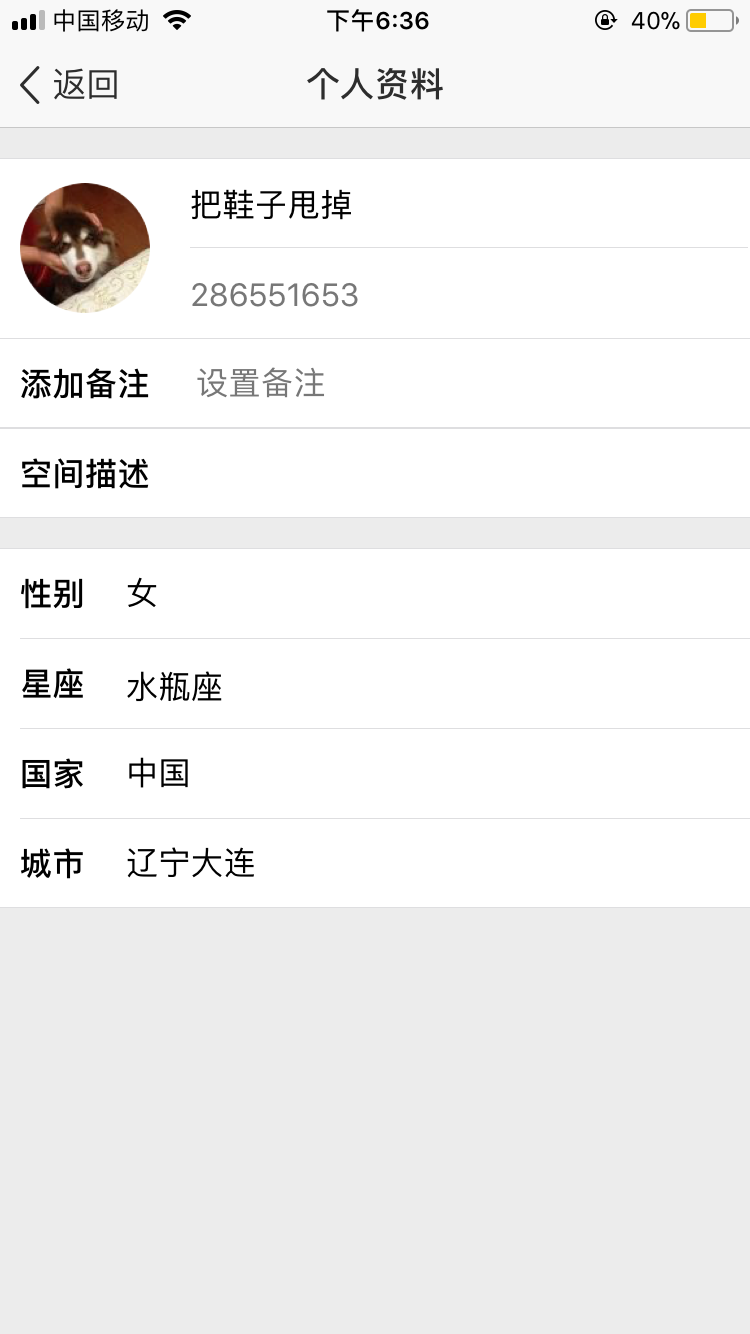 中国移动 下午6:36 40%
返回 个人资料
把鞋子甩掉
286551653
添加备注 设置备注
空间描述
性别 女
星座 水瓶座
国家 中国
城市 辽宁大连